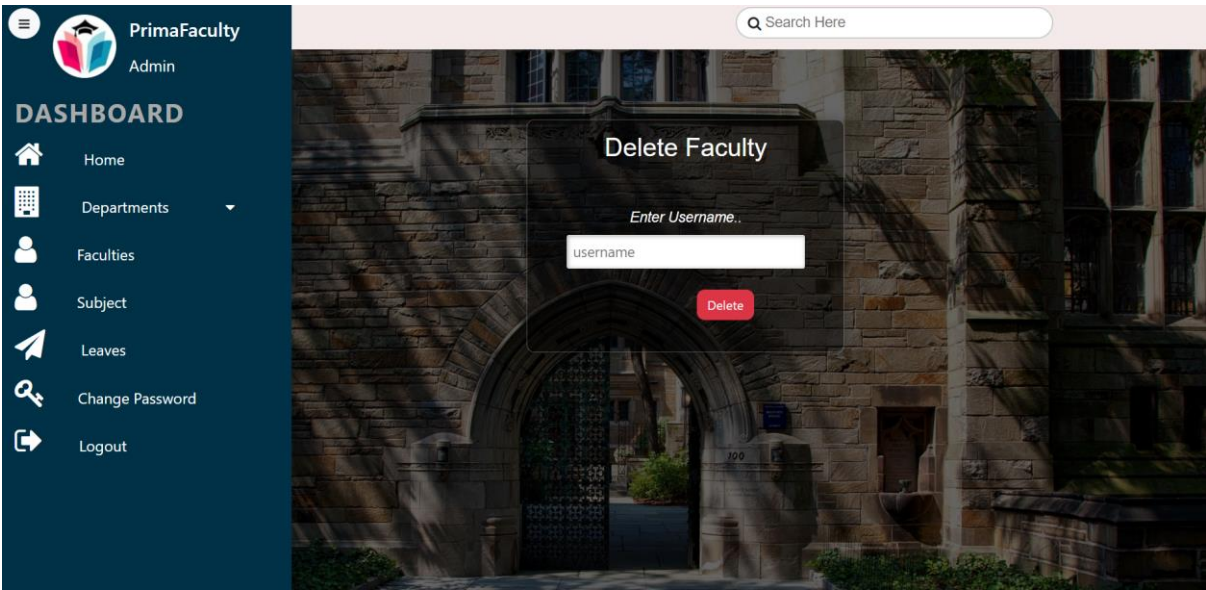 PrimaFaculty
Admin
DASHBOARD
Home
Departments
Faculties
Subject
Leaves
Change Password
Logout
Search Here
Delete Faculty
Enter Username..
username
Delete
100